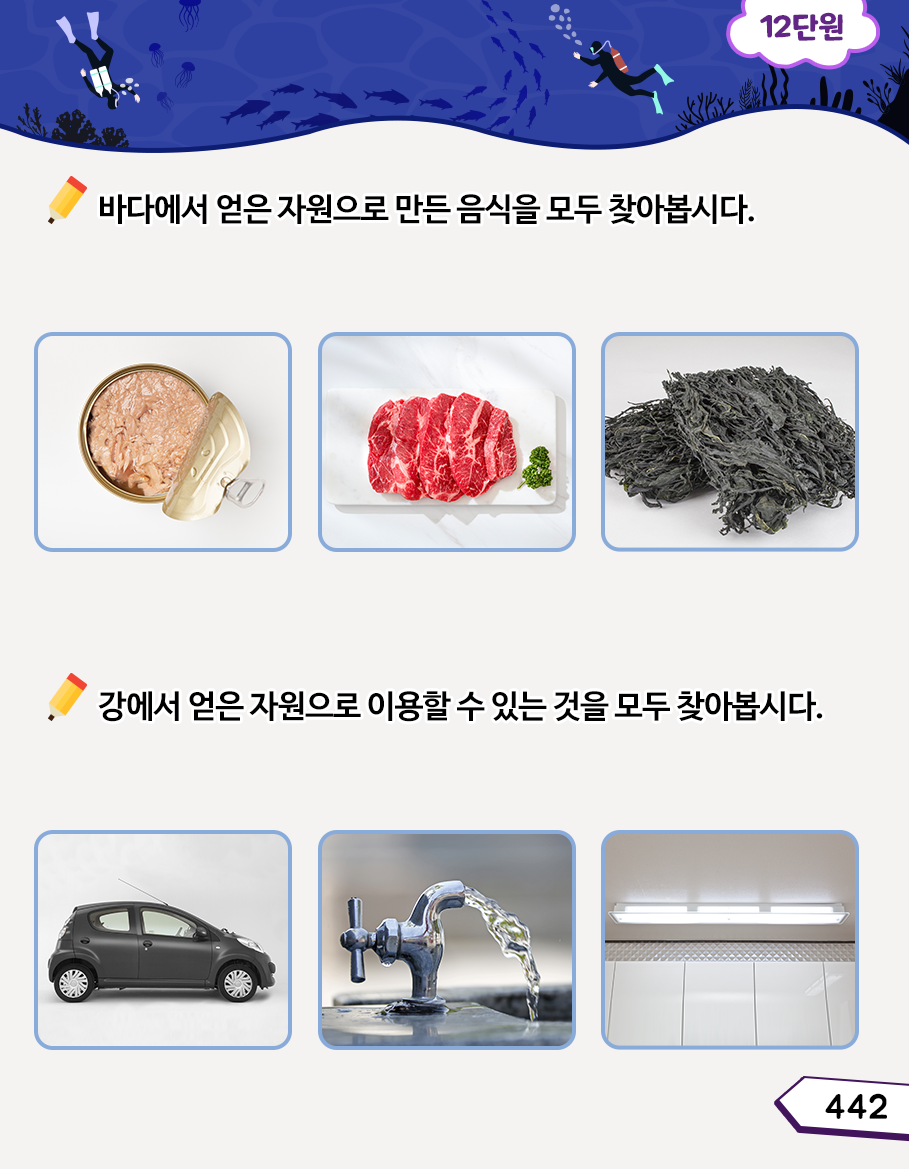 12단원
바다에서 얻은 자원으로 만든 음식을 모두 찾아봅시다.
강에서 얻은 자원으로 이용할 수 있는 것을 모두 찾아봅시다.
442